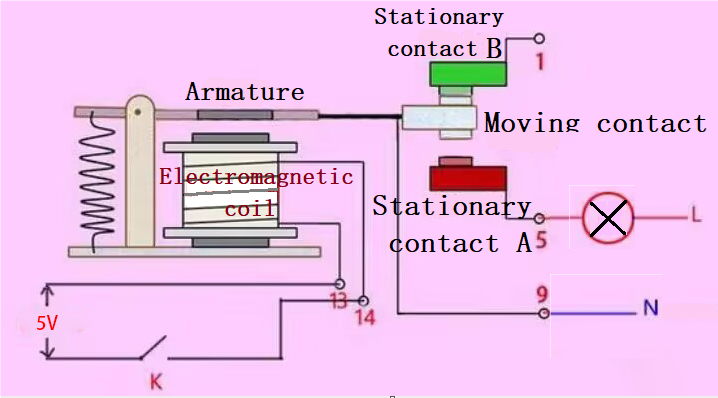 Stationary
contact B
1
Armature
Moving contact
Electromagnetic
coil
Stationary
contact A
5
L
13
14
9
N
5V
K